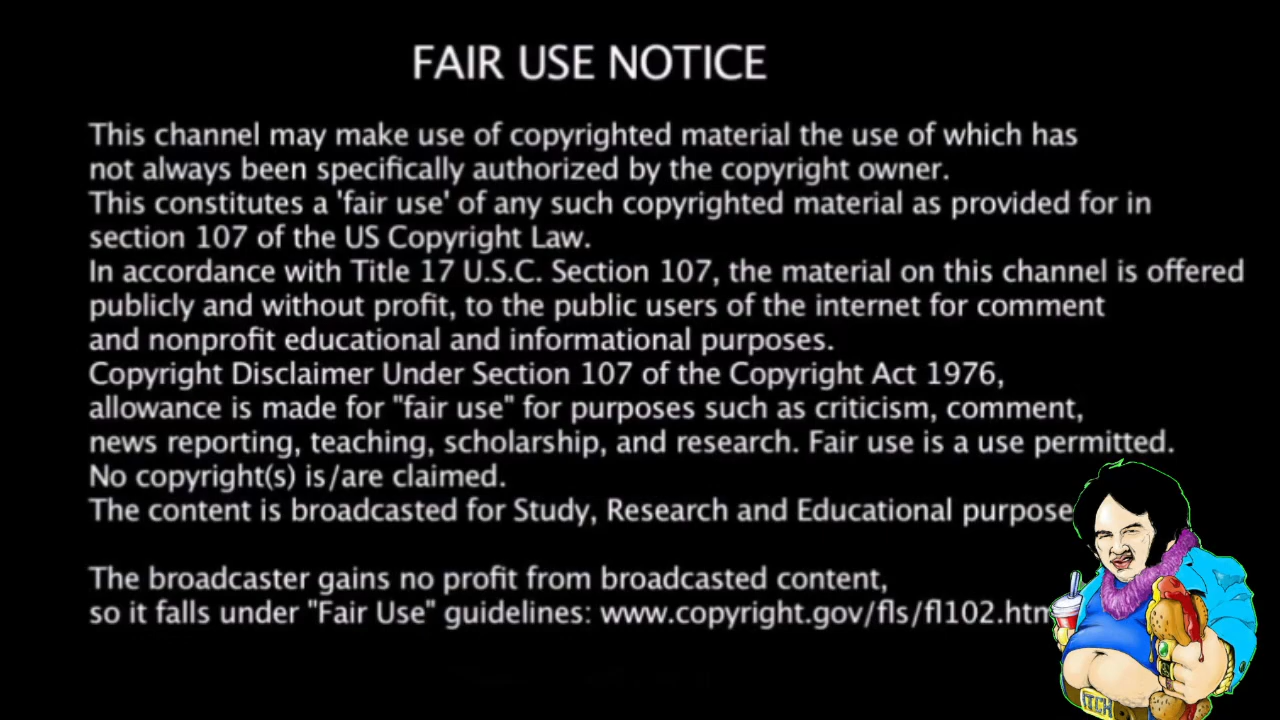 FAIR USE NOTICE
This channel may make use of copyrighted material the use of which has
not always been specifically authorized by the copyright owner.
This constitutes a 'fair use' of any such copyrighted material as provided for in
section 107 of the US Copyright Law.
In accordance with Title 17 U.S.C. Section 107, the material on this channel is offered
publicly and without profit, to the public users of the internet for comment
and nonprofit educational and informational purposes.
Copyright Disclaimer Under Section 107 of the Copyright Act 1976,
allowance is made for "fair use" for purposes such as criticism, comment,
news reporting, teaching, scholarship, and research. Fair use is a use permitted.
No copyright(s) is/are claimed.
The content is broadcasted for Study, Research and Educational purpose
The broadcaster gains no profit from broadcasted content,
so it falls under "Fair Use" guidelines: www.copyright.gov/fls/fl102.htm